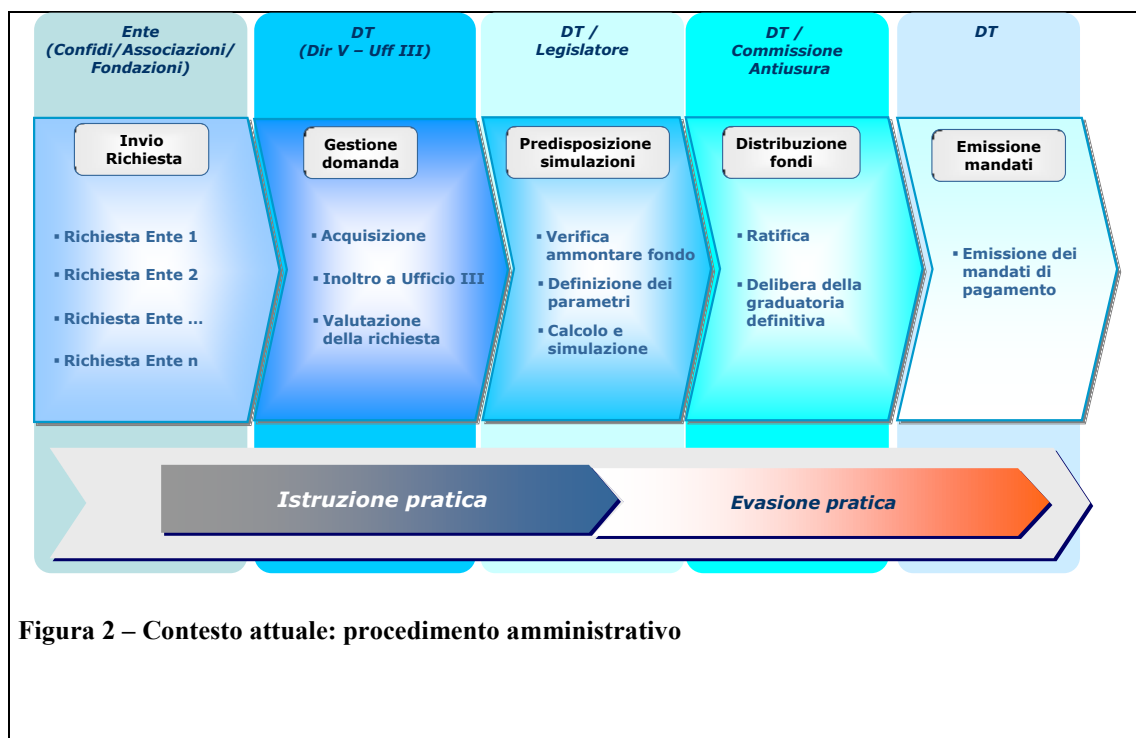 Ente
(Confidi/Associazioni/
Fondazioni)
DT
(Dir V – Uff III)
DT /
Legislatore
DT /
Commissione
Antiusura
DT
Invio
Richiesta
▪ Richiesta Ente 1
▪ Richiesta Ente 2
▪ Richiesta Ente ...
▪ Richiesta Ente n
Gestione
domanda
▪ Acquisizione
▪ Inoltro a Ufficio III
▪ Valutazione
della richiesta
Predisposizione
simulazioni
▪ Verifica
ammontare fondo
▪ Definizione dei
parametri
▪ Calcolo e
simulazione
Distribuzione
fondi
▪ Ratifica
▪ Delibera della
graduatoria
definitiva
Emissione
mandati
▪ Emissione dei
mandati di
pagamento
Istruzione pratica
Evasione pratica
Figura 2 – Contesto attuale: procedimento amministrativo